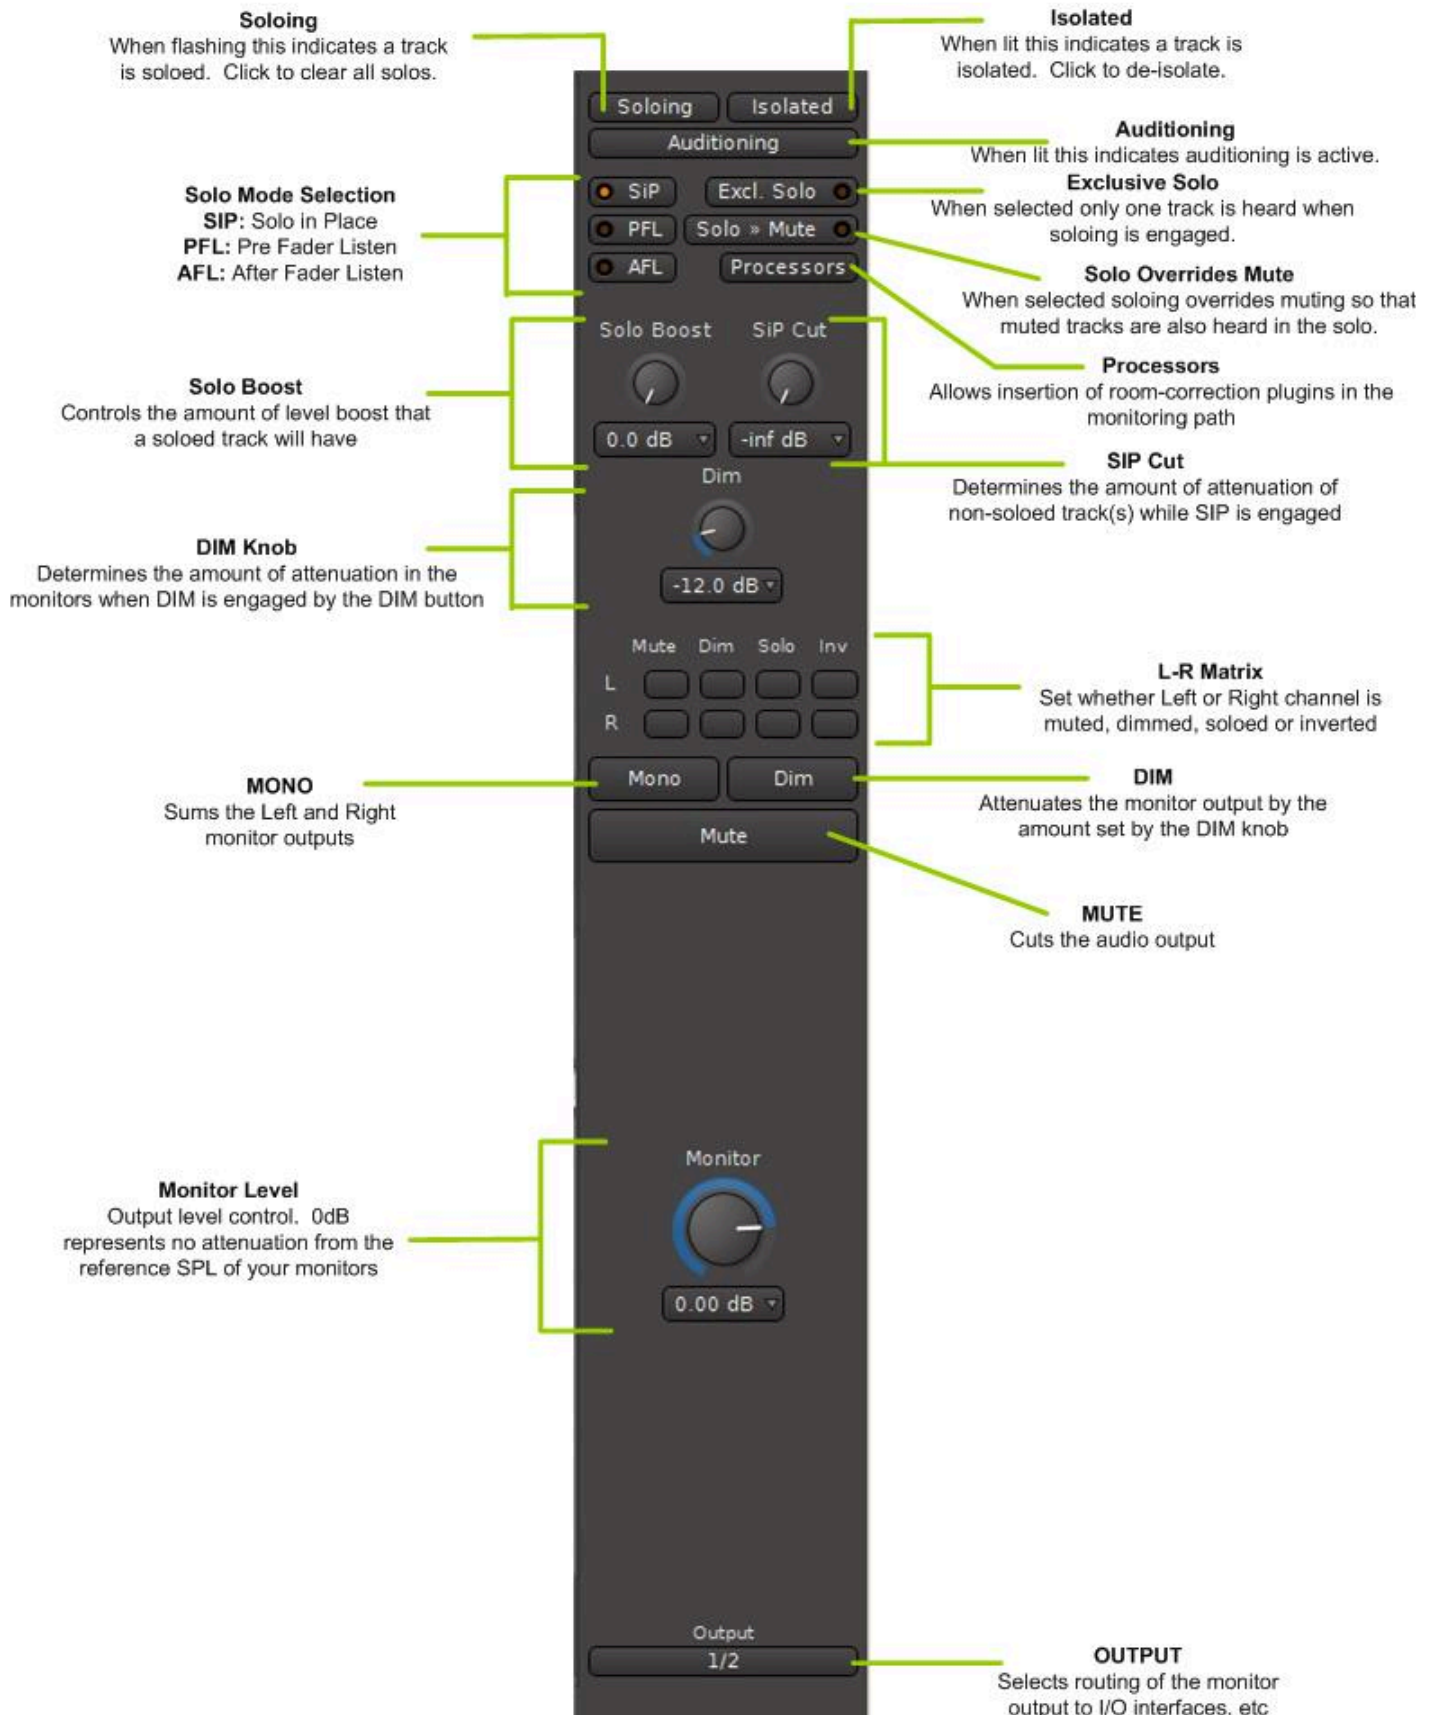 Soloing
When flashing this indicates a track
is soloed. Click to clear all solos.
Isolated
When lit this indicates a track is
isolated. Click to de-isolate.
Soloing
Isolated
Auditioning
Auditioning
When lit this indicates auditioning is active.
Solo Mode Selection
SIP: Solo in Place
PFL: Pre Fader Listen
AFL: After Fader Listen
SiP
Excl. Solo
PFL
Solo » Mute
AFL
Processors
Exclusive Solo
When selected only one track is heard when
soloing is engaged.
Solo Overrides Mute
When selected soloing overrides muting so that
muted tracks are also heard in the solo.
Processors
Allows insertion of room-correction plugins in the
monitoring path
Solo Boost
Controls the amount of level boost that
a soloed track will have
Solo Boost
SiP Cut
0.0 dB
-inf dB
SIP Cut
Determines the amount of attenuation of
non-soloed track(s) while SIP is engaged
DIM Knob
Determines the amount of attenuation in the
monitors when DIM is engaged by the DIM button
Dim
-12.0 dB
Mute Dim Solo Inv
L
R
L-R Matrix
Set whether Left or Right channel is
muted, dimmed, soloed or inverted
MONO
Sums the Left and Right
monitor outputs
Mono
Dim
Mute
DIM
Attenuates the monitor output by the
amount set by the DIM knob
MUTE
Cuts the audio output
Monitor Level
Output level control. 0dB
represents no attenuation from the
reference SPL of your monitors
Monitor
0.00 dB
Output
1/2
OUTPUT
Selects routing of the monitor
output to I/O interfaces, etc